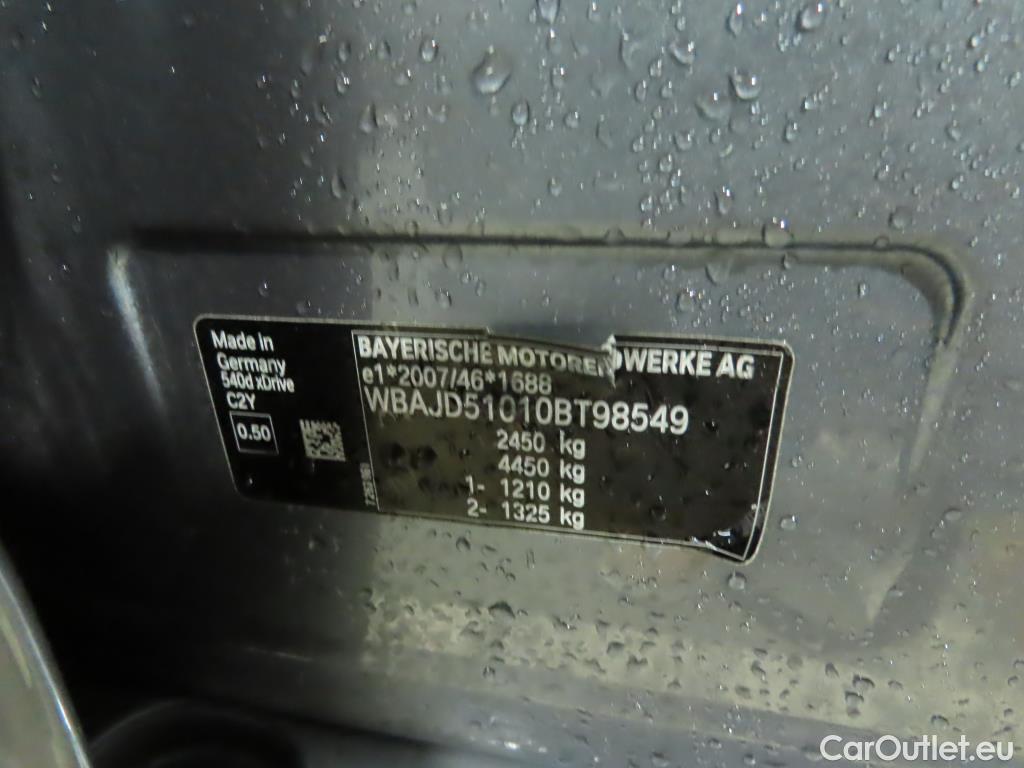 Made in
Germany
540d xDrive
C2Y
0.50
BAYERISCHE MOTOREN WERKE AG
e1*2007/46*1688
WBAJD51010BT98549
2450 kg
4450 kg
1- 1210 kg
2- 1325 kg
CarOutlet.eu